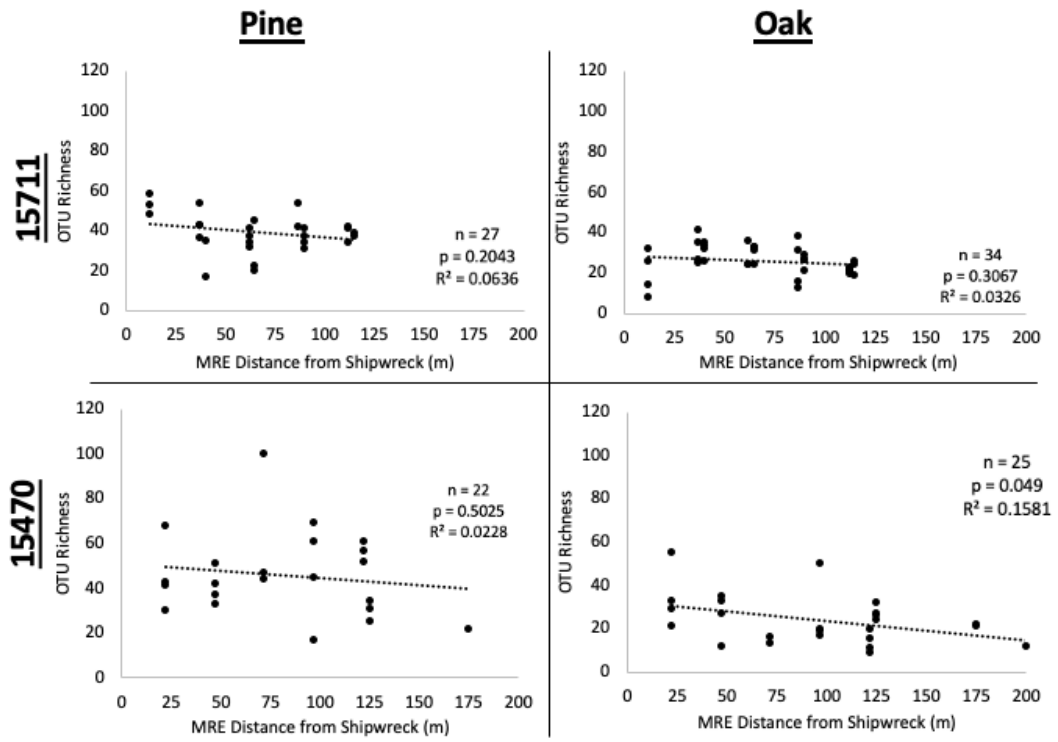 Pine
Oak
15711
OTU Richness
120
100
80
60
40
20
0
n = 27
p = 0.2043
R² = 0.0636
0 25 50 75 100 125 150 175 200
MRE Distance from Shipwreck (m)
OTU Richness
120
100
80
60
40
20
0
n = 34
p = 0.3067
R² = 0.0326
0 25 50 75 100 125 150 175 200
MRE Distance from Shipwreck (m)
15470
OTU Richness
120
100
80
60
40
20
0
n = 22
p = 0.5025
R² = 0.0228
0 25 50 75 100 125 150 175 200
MRE Distance from Shipwreck (m)
OTU Richness
120
100
80
60
40
20
0
n = 25
p = 0.049
R² = 0.1581
0 25 50 75 100 125 150 175 200
MRE Distance from Shipwreck (m)